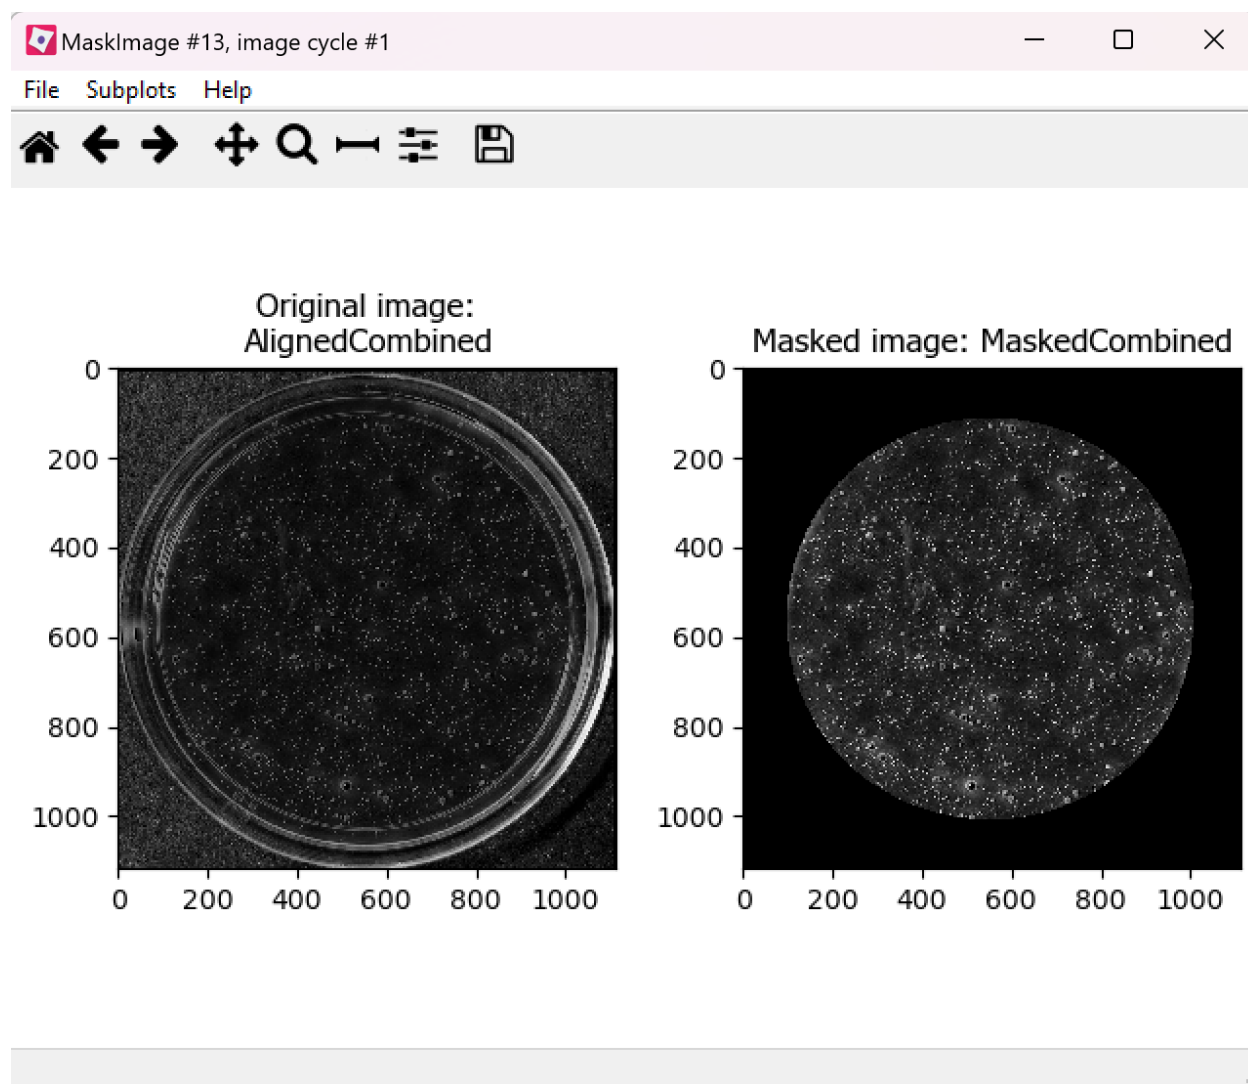 MaskImage #13, image cycle #1
File Subplots Help
Original image:
AlignedCombined
0
200
400
600
800
1000
0 200 400 600 800 1000
Masked image: MaskedCombined
0
200
400
600
800
1000
0 200 400 600 800 1000